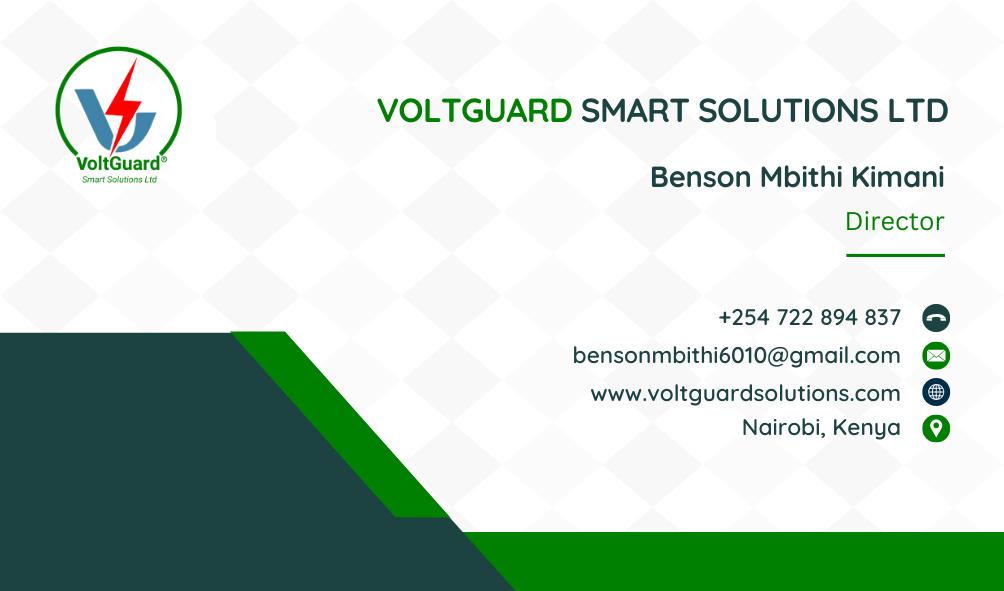 VoltGuard®
Smart Solutions Ltd
VOLTGUARD SMART SOLUTIONS LTD
Benson Mbithi Kimani
Director
+254 722 894 837
bensonmbithi6010@gmail.com
www.voltguardsolutions.com
Nairobi, Kenya